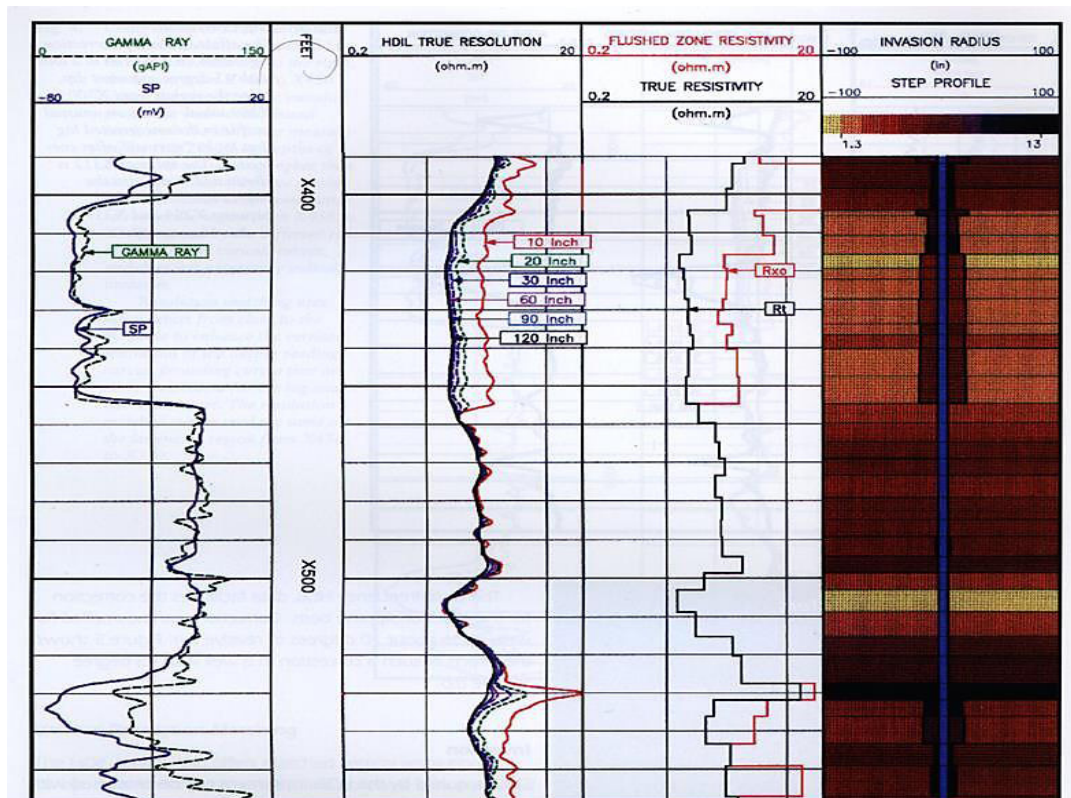 GAMMA RAY
0 150
(gAPI)
SP
-80 20
(mV)
FEET
HDIL TRUE RESOLUTION
0.2 20
(ohm.m)
FLUSHED ZONE RESISTIVITY
0.2 20
(ohm.m)
TRUE RESISTIVITY
0.2 20
(ohm.m)
INVASION RADIUS
-100 100
(in)
STEP PROFILE
-100 100
1.3 13
X400
GAMMA RAY
SP
10 Inch
20 Inch
30 Inch
60 Inch
90 Inch
120 Inch
Rxo
Rt
X500